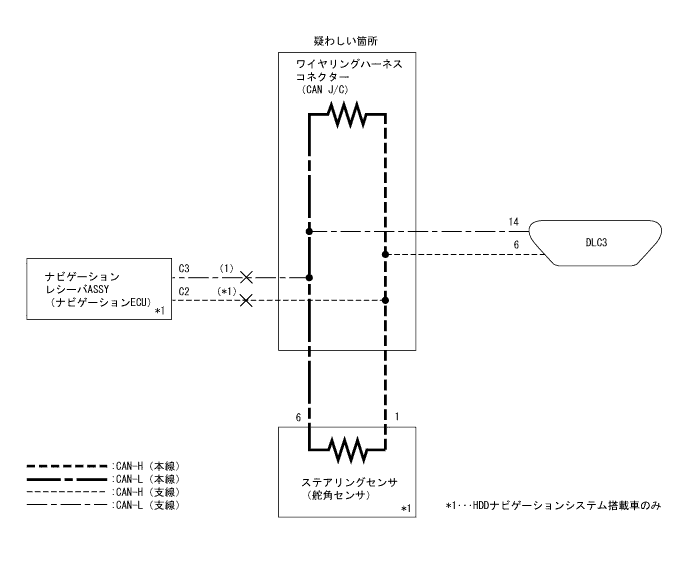 疑わしい箇所
ワイヤリングハーネス
コネクター
(CAN J/C)
14
6
DLC3
C3
(1)
C2
(*1)
ナビゲーション
レシーバASSY
(ナビゲーションECU)
*1
6
1
ステアリングセンサ
(舵角センサ)
*1
:CAN-H (本線)
:CAN-L (本線)
:CAN-H (支線)
:CAN-L (支線)
*1···HDDナビゲーションシステム搭載車のみ